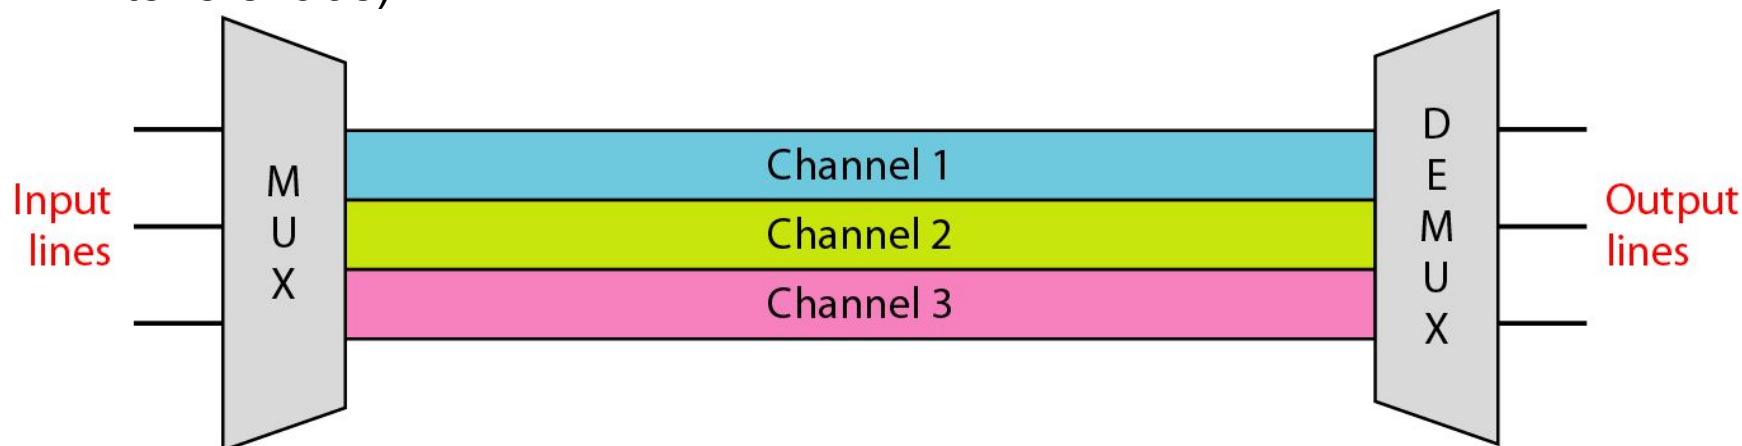 Input
lines
M
U
X
Channel 1
Channel 2
Channel 3
D
E
M
U
X
Output
lines